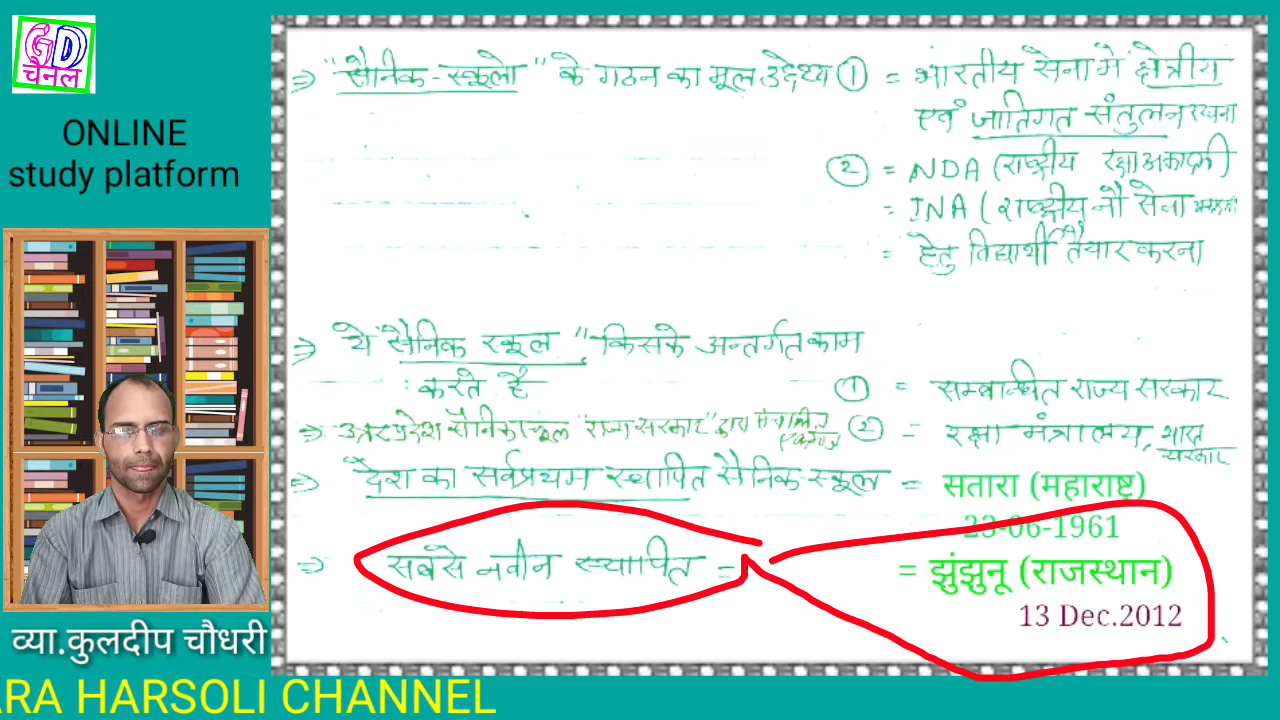 GD
चैनल
ONLINE
study platform
⇒ "सैनिक-स्कूलो" के गठन का मूल उद्देश्य ① = भारतीय सेना में क्षेत्रीय
एवं जातिगत संतुलन रखना
② = NDA (राष्ट्रीय रक्षा अकादमी)
= INA (राष्ट्रीय नौ सेना
= हेतु विद्यार्थी तैयार करना
⇒ ये "सैनिक स्कूल", किसके अन्तर्गत काम
करते है
① = सम्बन्धित राज्य सरकार
⇒ उत्तरप्रदेश सैनिक स्कूल "राज्य सरकार" द्वारा
② = रक्षा मंत्रालय, भारत
सरकार
⇒ देश का सर्वप्रथम स्थापित सैनिक-स्कूल = सतारा (महाराष्ट्र)
23-06-1961
⇒ सबसे नवीन स्थापित = = झुंझुनू (राजस्थान)
13 Dec.2012
व्या.कुलदीप चौधरी
ARA HARSOLI CHANNEL